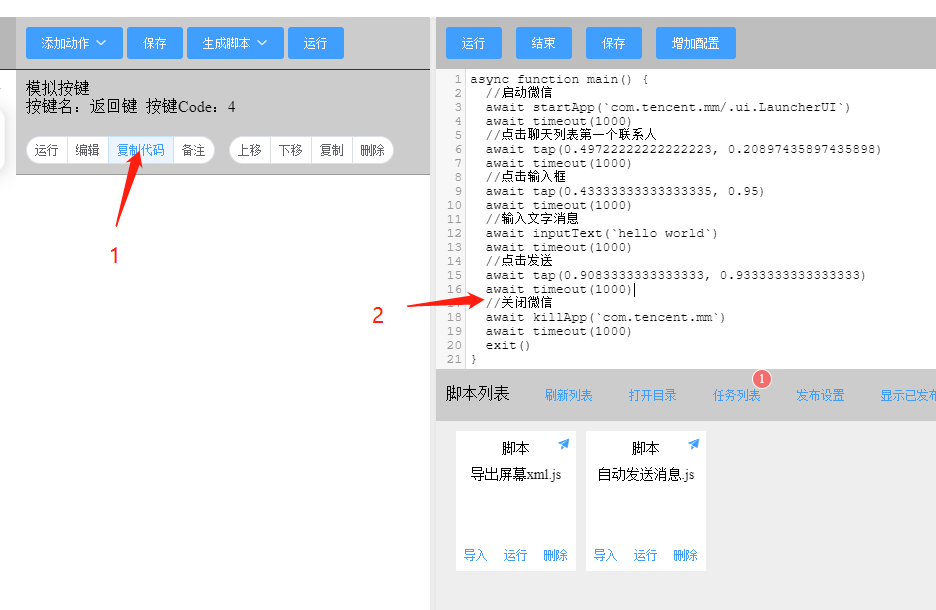 添加动作
保存
生成脚本
运行
模拟按键
按键名：返回键 按键Code：4
运行
编辑
复制代码
备注
上移
下移
复制
删除
1
运行
结束
保存
增加配置
1 async function main() {
2 //启动微信
3 await startApp(`com.tencent.mm/.ui.LauncherUI`)
4 await timeout(1000)
5 //点击聊天列表第一个联系人
6 await tap(0.49722222222222223, 0.20897435897435898)
7 await timeout(1000)
8 //点击输入框
9 await tap(0.43333333333333335, 0.95)
10 await timeout(1000)
11 //输入文字消息
12 await inputText(`hello world`)
13 await timeout(1000)
14 //点击发送
15 await tap(0.9083333333333333, 0.9333333333333333)
16 await timeout(1000)
//关闭微信
18 await killApp(`com.tencent.mm`)
19 await timeout(1000)
20 exit()
21 }
2
脚本列表
刷新列表
打开目录
任务列表
1
发布设置
显示已发布
脚本
导出屏幕xml.js
导入 运行 删除
脚本
自动发送消息.js
导入 运行 删除